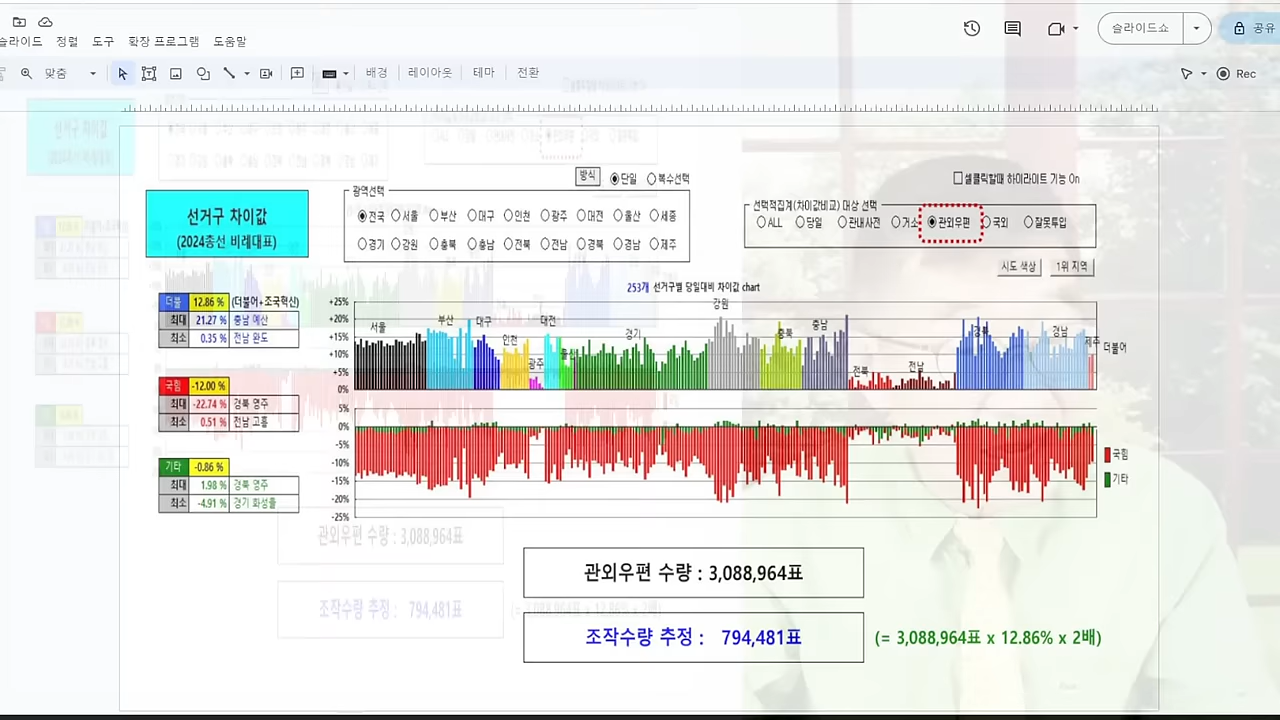 슬라이드 정렬 도구 확장 프로그램 도움말
슬라이드쇼
공유
맞춤
배경 레이아웃 테마 전환
Rec
선거구 차이값
(2024총선 비례대표)
방식 단일 복수선택
광역선택
전국 서울 부산 대구 인천 광주 대전 울산 세종
경기 강원 충북 충남 전북 전남 경북 경남 제주
셀클릭할때 하이라이트 기능 On
선택적집계(차이값비교) 대상 선택
ALL 당일 관내사전 거소 관외우편 국외 잘못투입
시도 색상 1위 지역
253개 선거구별 당일대비 차이값 chart
더불 12.86 % (더불어+조국혁신)
최대 21.27 % 충남 예산
최소 0.35 % 전남 완도
국힘 -12.00 %
최대 -22.74 % 경북 영주
최소 0.51 % 전남 고흥
기타 -0.86 %
최대 1.98 % 경북 영주
최소 -4.91 % 경기 화성을
+25%
+20%
+15%
+10%
+5%
0%
서울 부산 대구 인천 광주 대전 울산 경기 강원 충북 충남 전북 전남 경북 경남 제주
더불어
5%
0%
-5%
-10%
-15%
-20%
-25%
국힘
기타
관외우편 수량 : 3,088,964표
조작수량 추정 : 794,481표
(= 3,088,964표 x 12.86% x 2배)